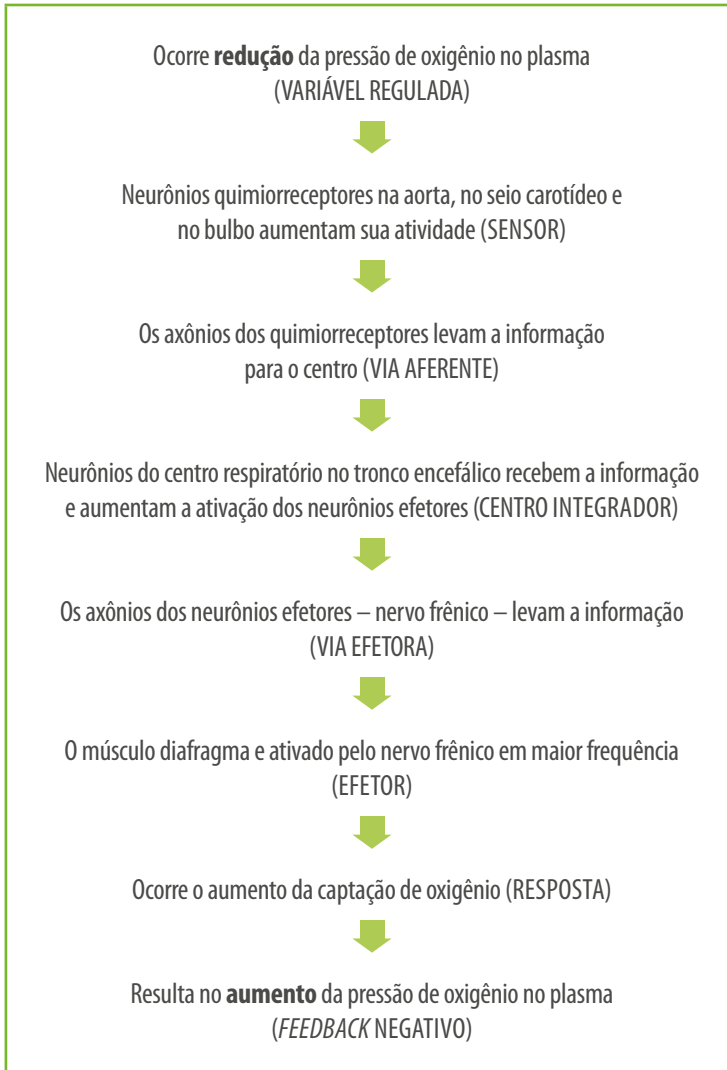 Ocorre redução da pressão de oxigênio no plasma
(VARIÁVEL REGULADA)
Neurônios quimiorreceptores na aorta, no seio carotídeo e
no bulbo aumentam sua atividade (SENSOR)
Os axônios dos quimiorreceptores levam a informação
para o centro (VIA AFERENTE)
Neurônios do centro respiratório no tronco encefálico recebem a informação
e aumentam a ativação dos neurônios efetores (CENTRO INTEGRADOR)
Os axônios dos neurônios efetores – nervo frênico – levam a informação
(VIA EFETORA)
O músculo diafragma e ativado pelo nervo frênico em maior frequência
(EFETOR)
Ocorre o aumento da captação de oxigênio (RESPOSTA)
Resulta no aumento da pressão de oxigênio no plasma
(FEEDBACK NEGATIVO)